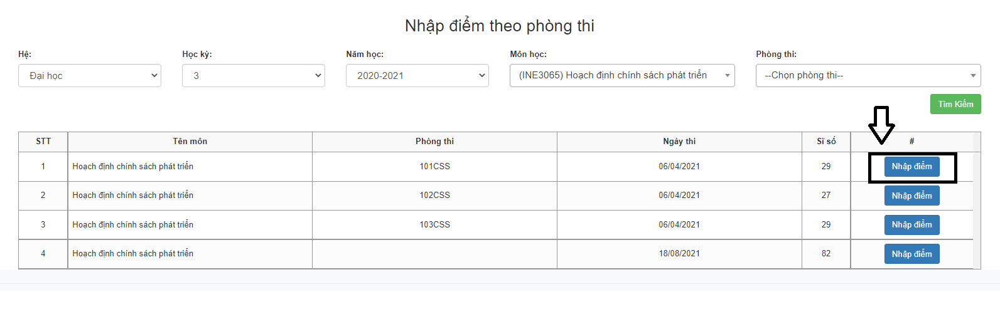 Nhập điểm theo phòng thi
Hệ: Học kỳ: Năm học: Môn học: Phòng thi:
Đại học 3 2020-2021 (INE3065) Hoạch định chính sách phát triển --Chọn phòng thi--
Tìm Kiếm
STT Tên môn Phòng thi Ngày thi Sĩ số #
1 Hoạch định chính sách phát triển 101CSS 06/04/2021 29 Nhập điểm
2 Hoạch định chính sách phát triển 102CSS 06/04/2021 27 Nhập điểm
3 Hoạch định chính sách phát triển 103CSS 06/04/2021 29 Nhập điểm
4 Hoạch định chính sách phát triển 18/08/2021 82 Nhập điểm